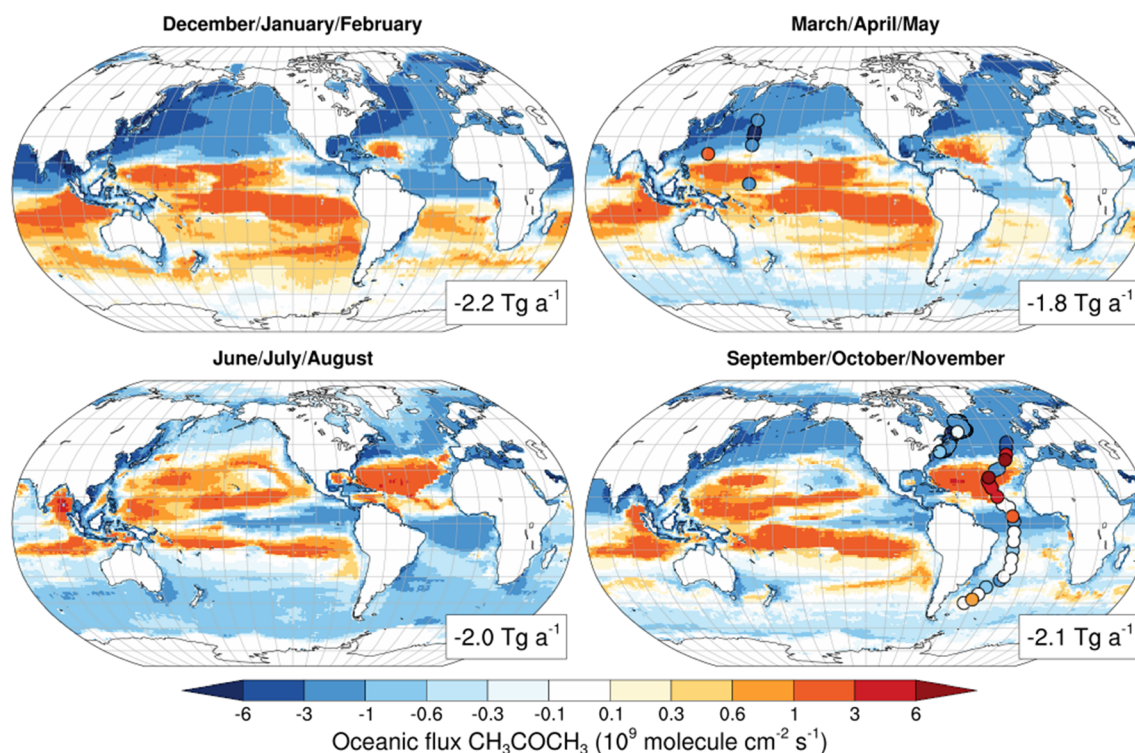 December/January/February
March/April/May
-2.2 Tg a⁻¹
-1.8 Tg a⁻¹
June/July/August
September/October/November
-2.0 Tg a⁻¹
-2.1 Tg a⁻¹
-6 -3 -1 -0.6 -0.3 -0.1 0.1 0.3 0.6 1 3 6
Oceanic flux CH₃COCH₃ (10⁹ molecule cm⁻² s⁻¹)